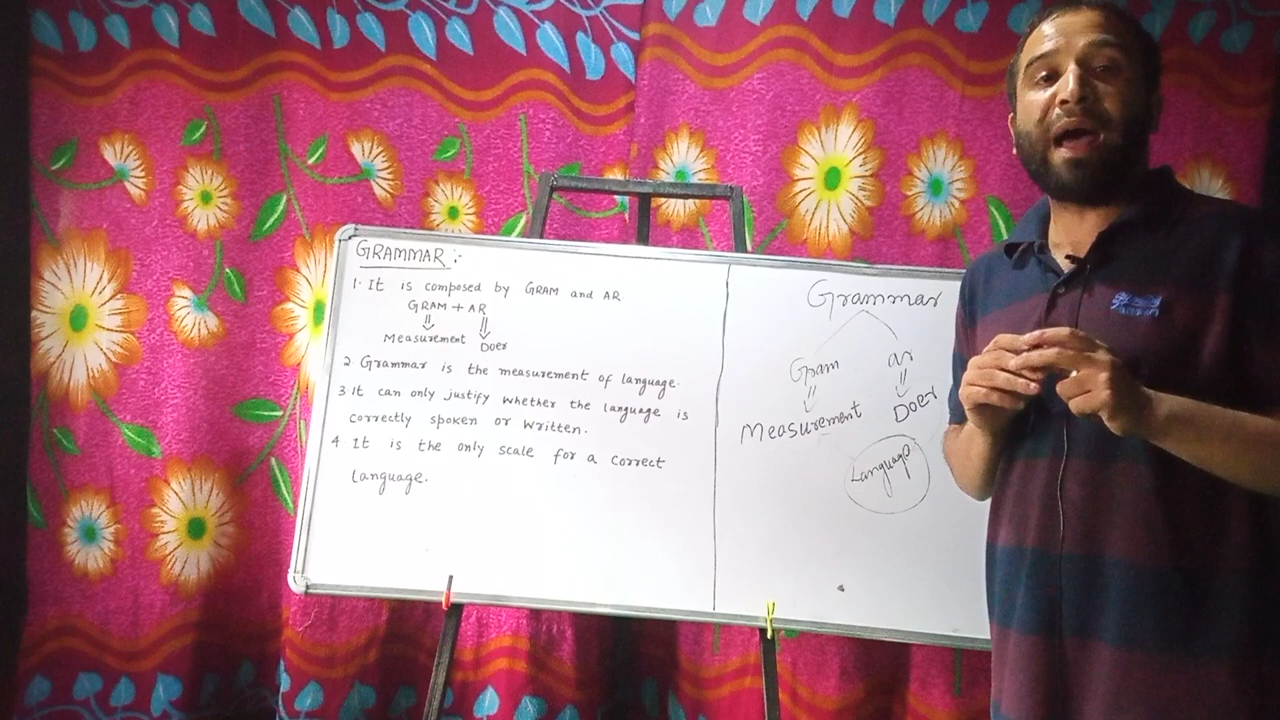 GRAMMAR :-
1. It is composed by GRAM and AR
GRAM + AR
Measurement Doer
2 Grammar is the measurement of language.
3. It can only justify whether the language is
correctly spoken or written.
4 It is the only scale for a correct
language.
Grammar
Gram ar
Measurement Doer
Language